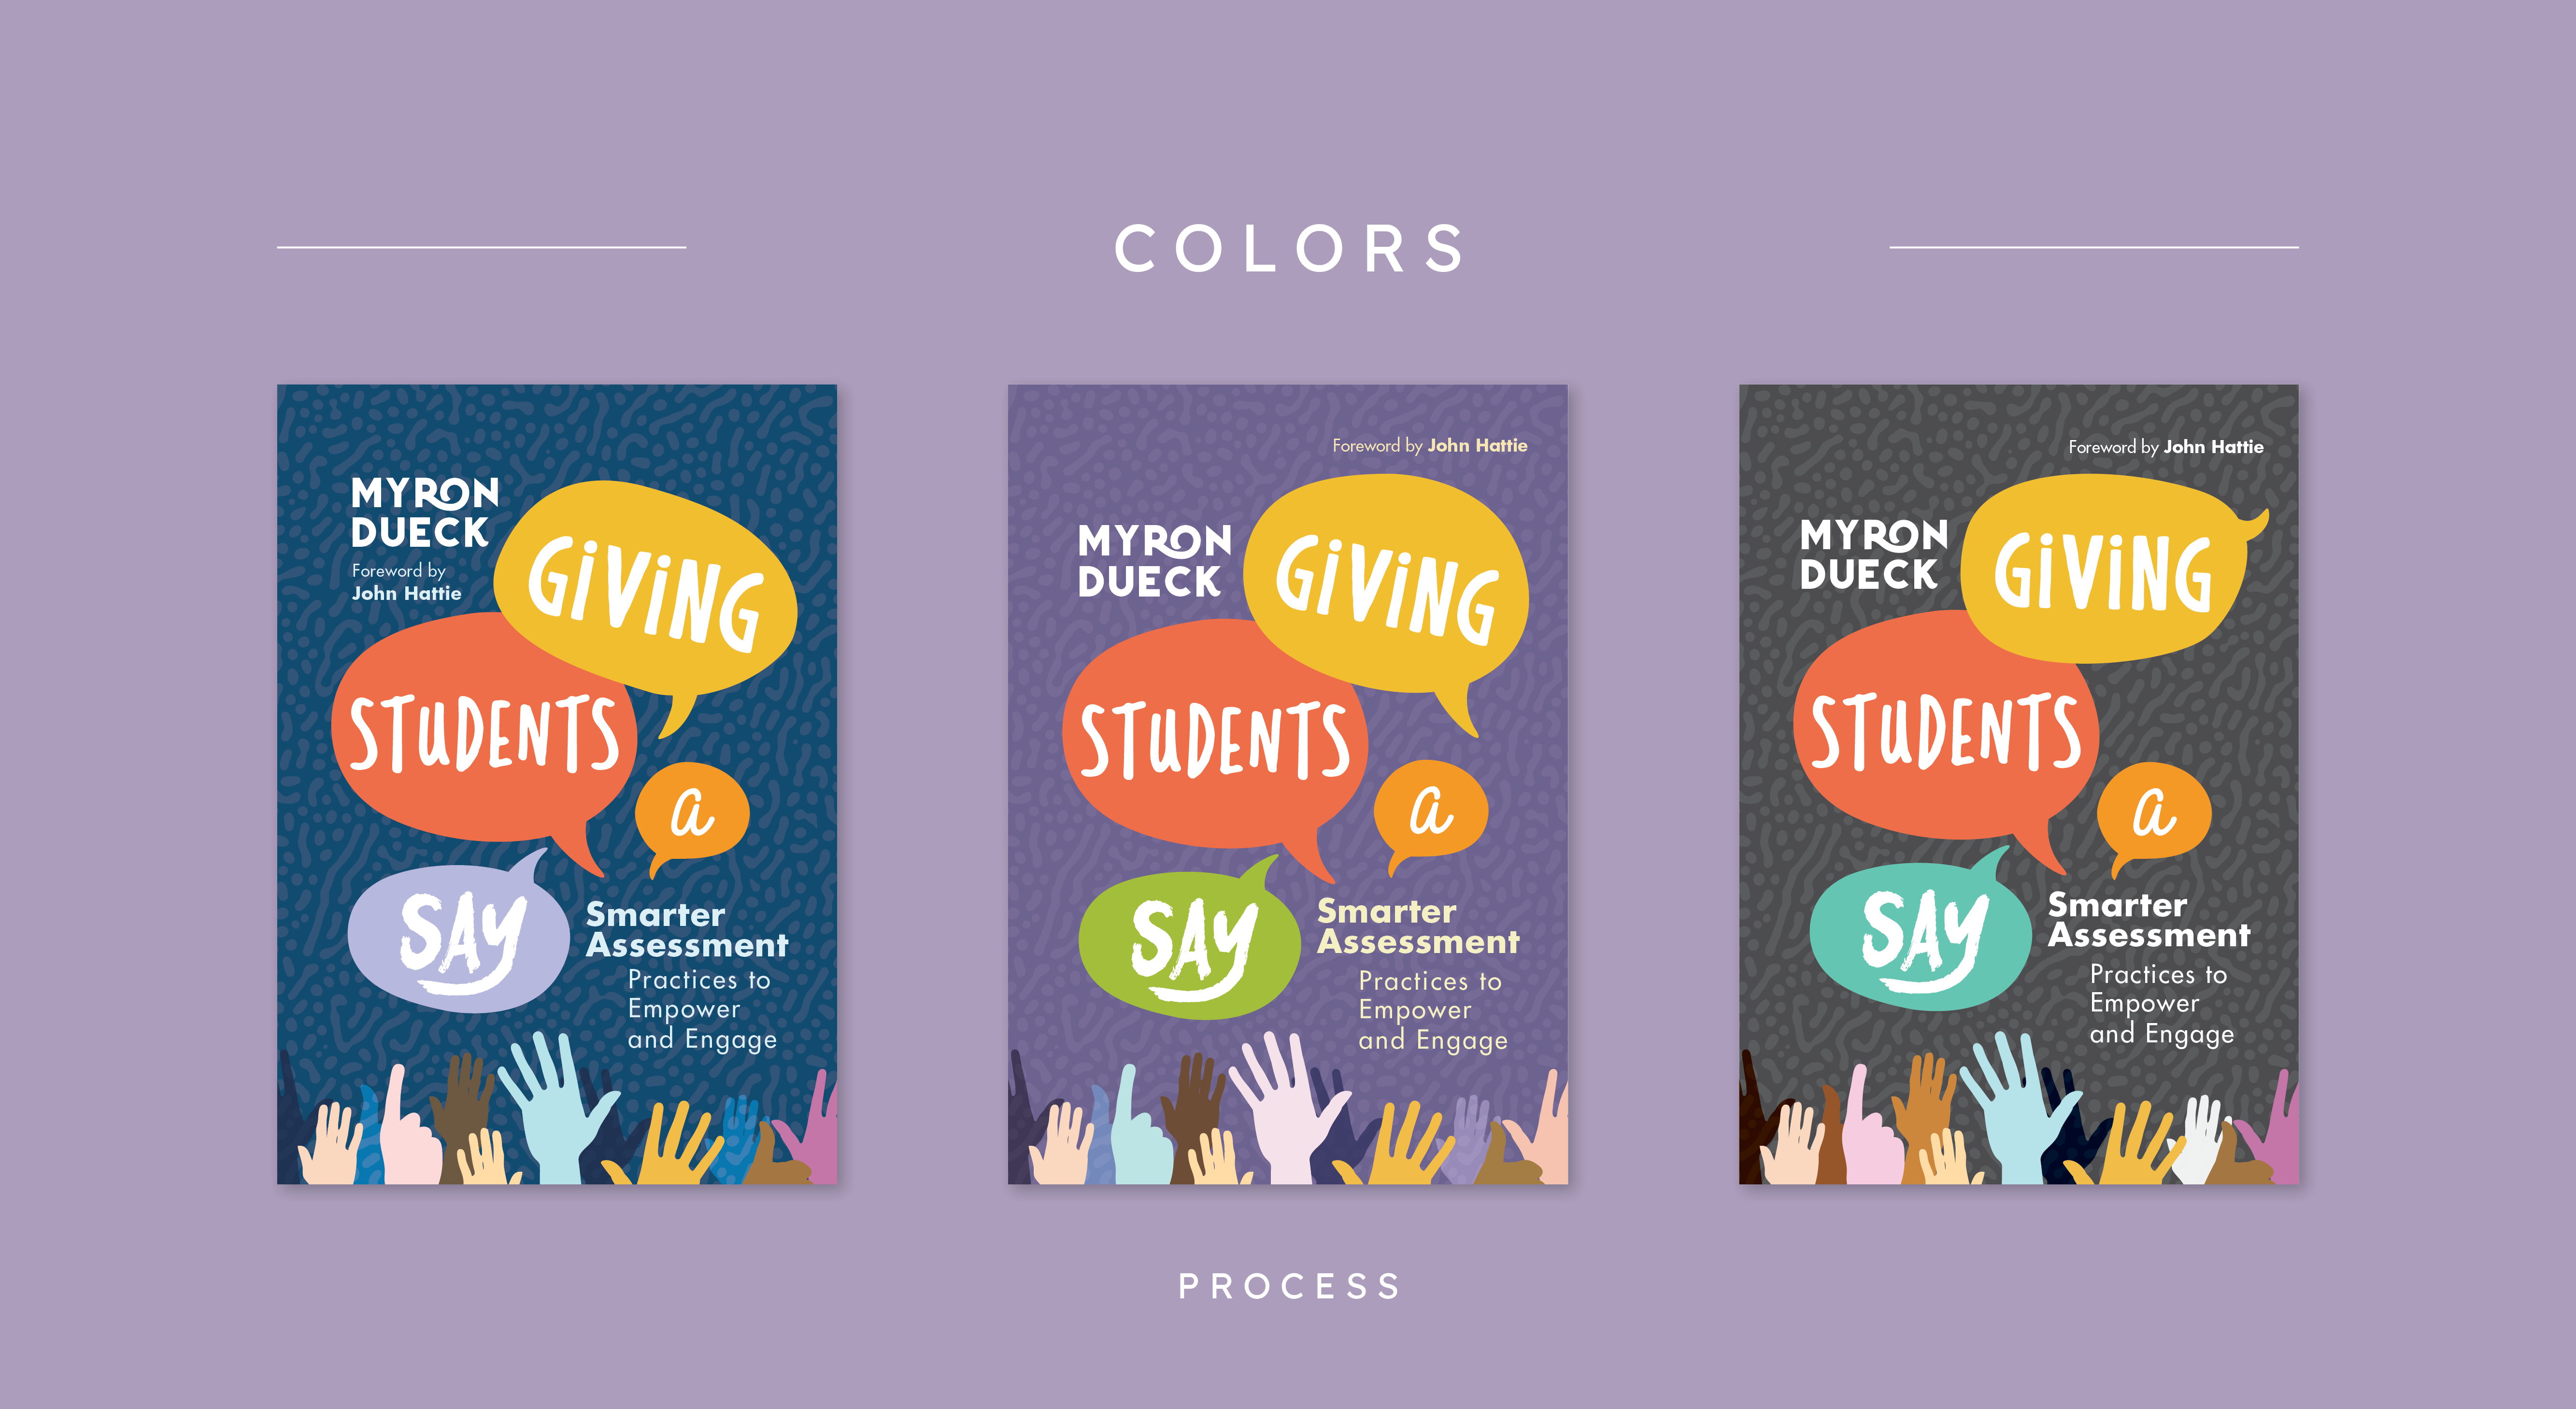 COLORS
MYRON
DUECK
Foreword by
John Hattie
GiViNG
STUDENTS
a
SAY
Smarter
Assessment
Practices to
Empower
and Engage
Foreword by John Hattie
MYRON
DUECK
GiViNG
STUDENTS
a
SAY
Smarter
Assessment
Practices to
Empower
and Engage
Foreword by John Hattie
MYRON
DUECK
GiViNG
STUDENTS
a
SAY
Smarter
Assessment
Practices to
Empower
and Engage
PROCESS